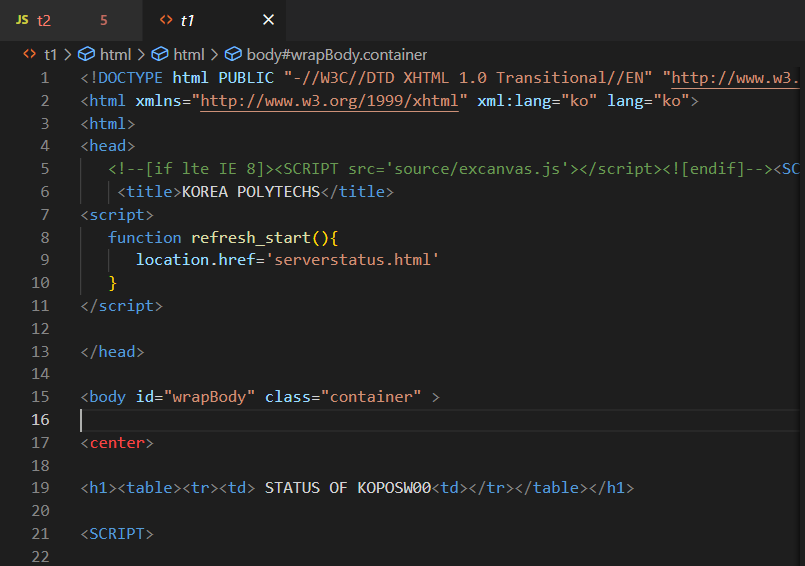 JS t2 5 <> t1 ×
<> t1 > html > html > body#wrapBody.container
1 <!DOCTYPE html PUBLIC "-//W3C//DTD XHTML 1.0 Transitional//EN" "http://www.w3.
2 <html xmlns="http://www.w3.org/1999/xhtml" xml:lang="ko" lang="ko">
3 <html>
4 <head>
5 <!--[if lte IE 8]><SCRIPT src='source/excanvas.js'></script><![endif]--><SC
6 <title>KOREA POLYTECHS</title>
7 <script>
8 function refresh_start(){
9 location.href='serverstatus.html'
10 }
11 </script>
12
13 </head>
14
15 <body id="wrapBody" class="container" >
16
17 <center>
18
19 <h1><table><tr><td> STATUS OF KOPOSW00<td></tr></table></h1>
20
21 <SCRIPT>
22